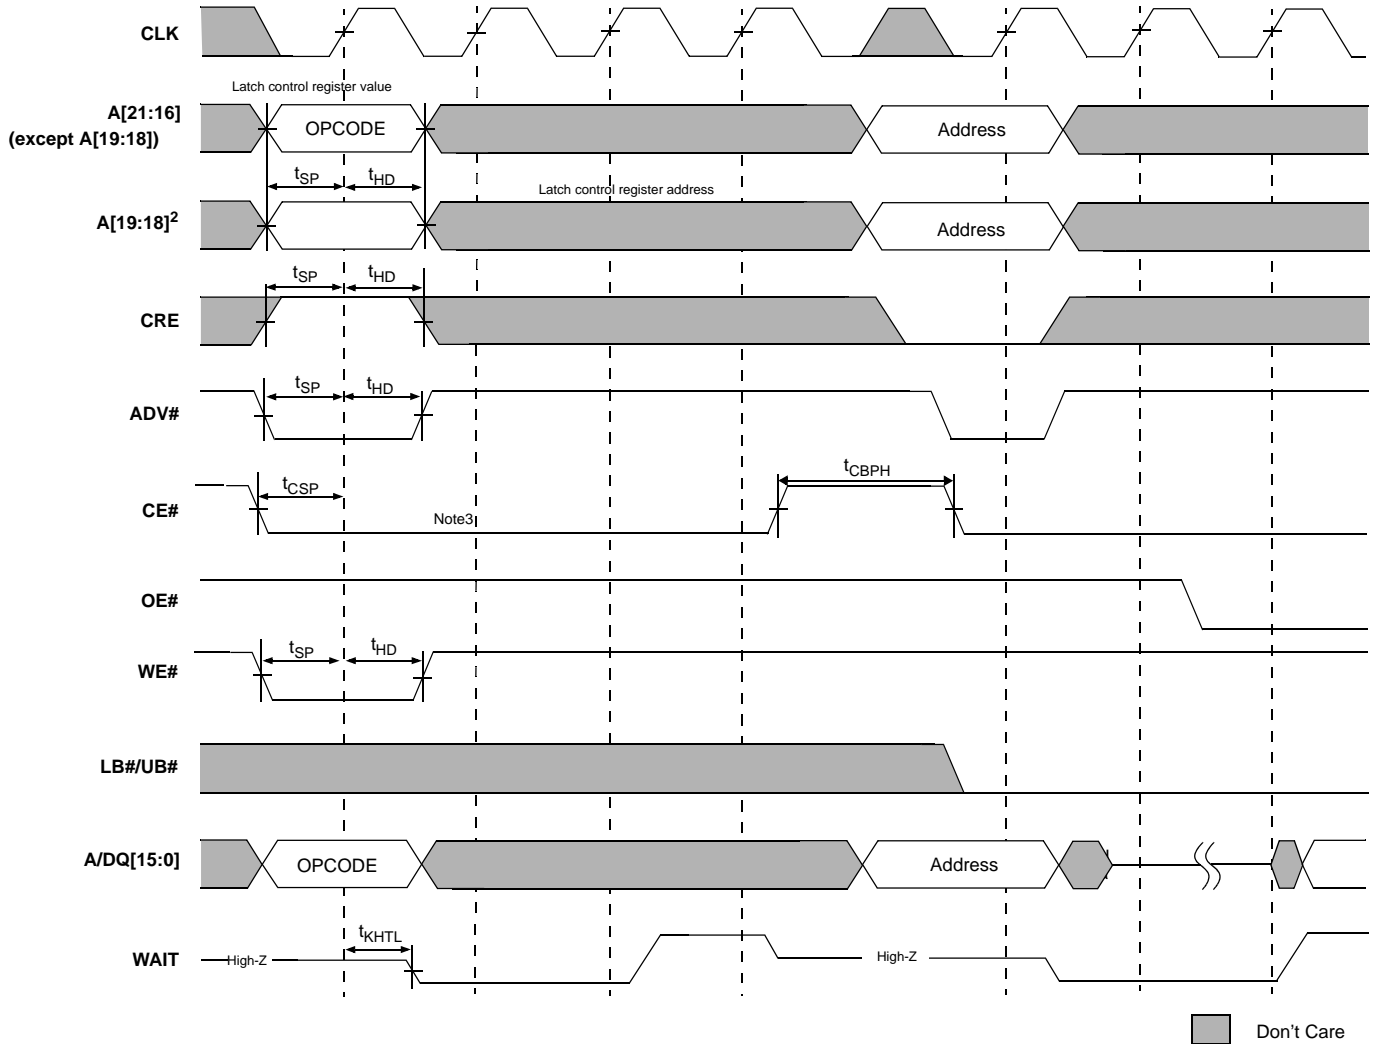 CLK
Latch control register value
A[21:16]
(except A[19:18])
OPCODE
Address
tSP
tHD
Latch control register address
A[19:18]2
Address
tSP
tHD
CRE
tSP
tHD
ADV#
tCSP
tCBPH
CE#
Note3
OE#
tSP
tHD
WE#
LB#/UB#
A/DQ[15:0]
OPCODE
Address
tKHTL
WAIT
High-Z
High-Z
Don't Care